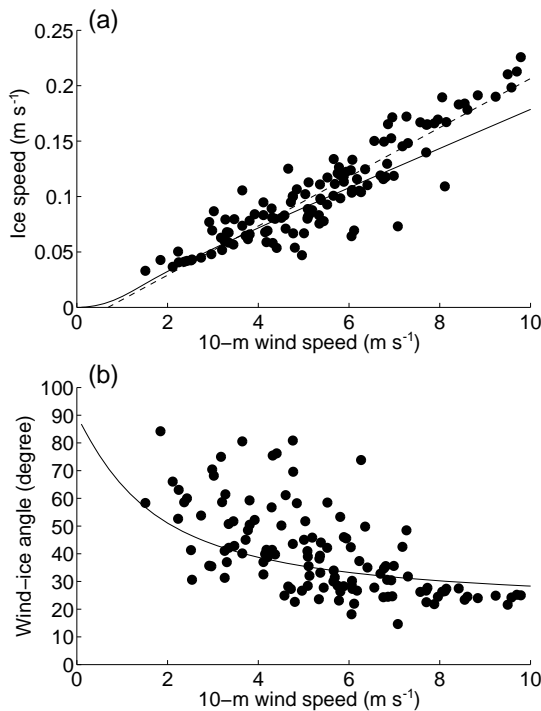 (a)
0.25
0.2
0.15
0.1
0.05
0
Ice speed (m s⁻¹)
0 2 4 6 8 10
10−m wind speed (m s⁻¹)
(b)
100
90
80
70
60
50
40
30
20
10
0
Wind−ice angle (degree)
0 2 4 6 8 10
10−m wind speed (m s⁻¹)